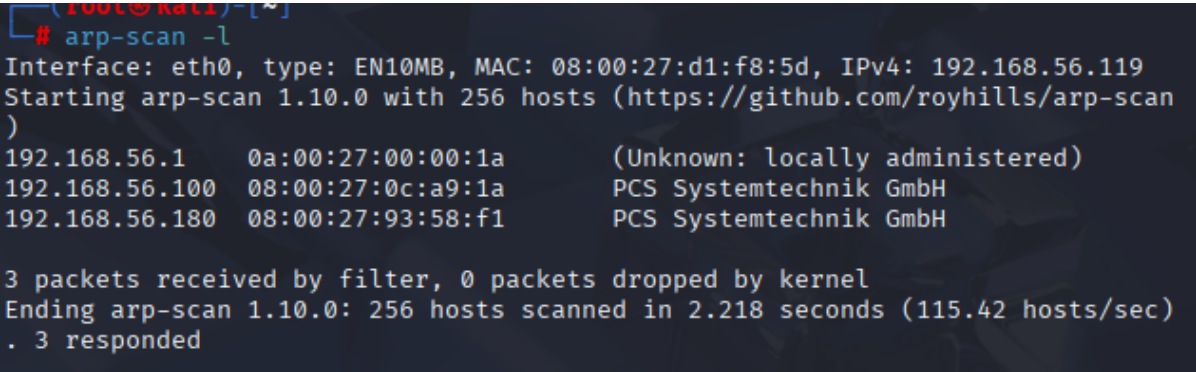 ┌──(root㉿kali)-[~]
└─# arp-scan -l
Interface: eth0, type: EN10MB, MAC: 08:00:27:d1:f8:5d, IPv4: 192.168.56.119
Starting arp-scan 1.10.0 with 256 hosts (https://github.com/royhills/arp-scan
)
192.168.56.1    0a:00:27:00:00:1a       (Unknown: locally administered)
192.168.56.100  08:00:27:0c:a9:1a       PCS Systemtechnik GmbH
192.168.56.180  08:00:27:93:58:f1       PCS Systemtechnik GmbH
3 packets received by filter, 0 packets dropped by kernel
Ending arp-scan 1.10.0: 256 hosts scanned in 2.218 seconds (115.42 hosts/sec)
. 3 responded